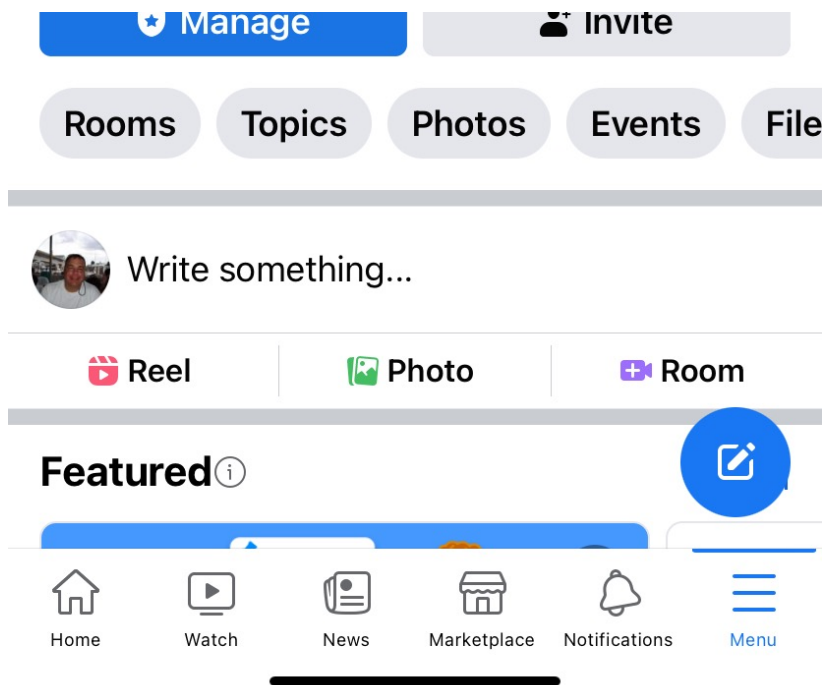 Manage
Invite
Rooms
Topics
Photos
Events
File
Write something...
Reel
Photo
Room
Featured
Home
Watch
News
Marketplace
Notifications
Menu